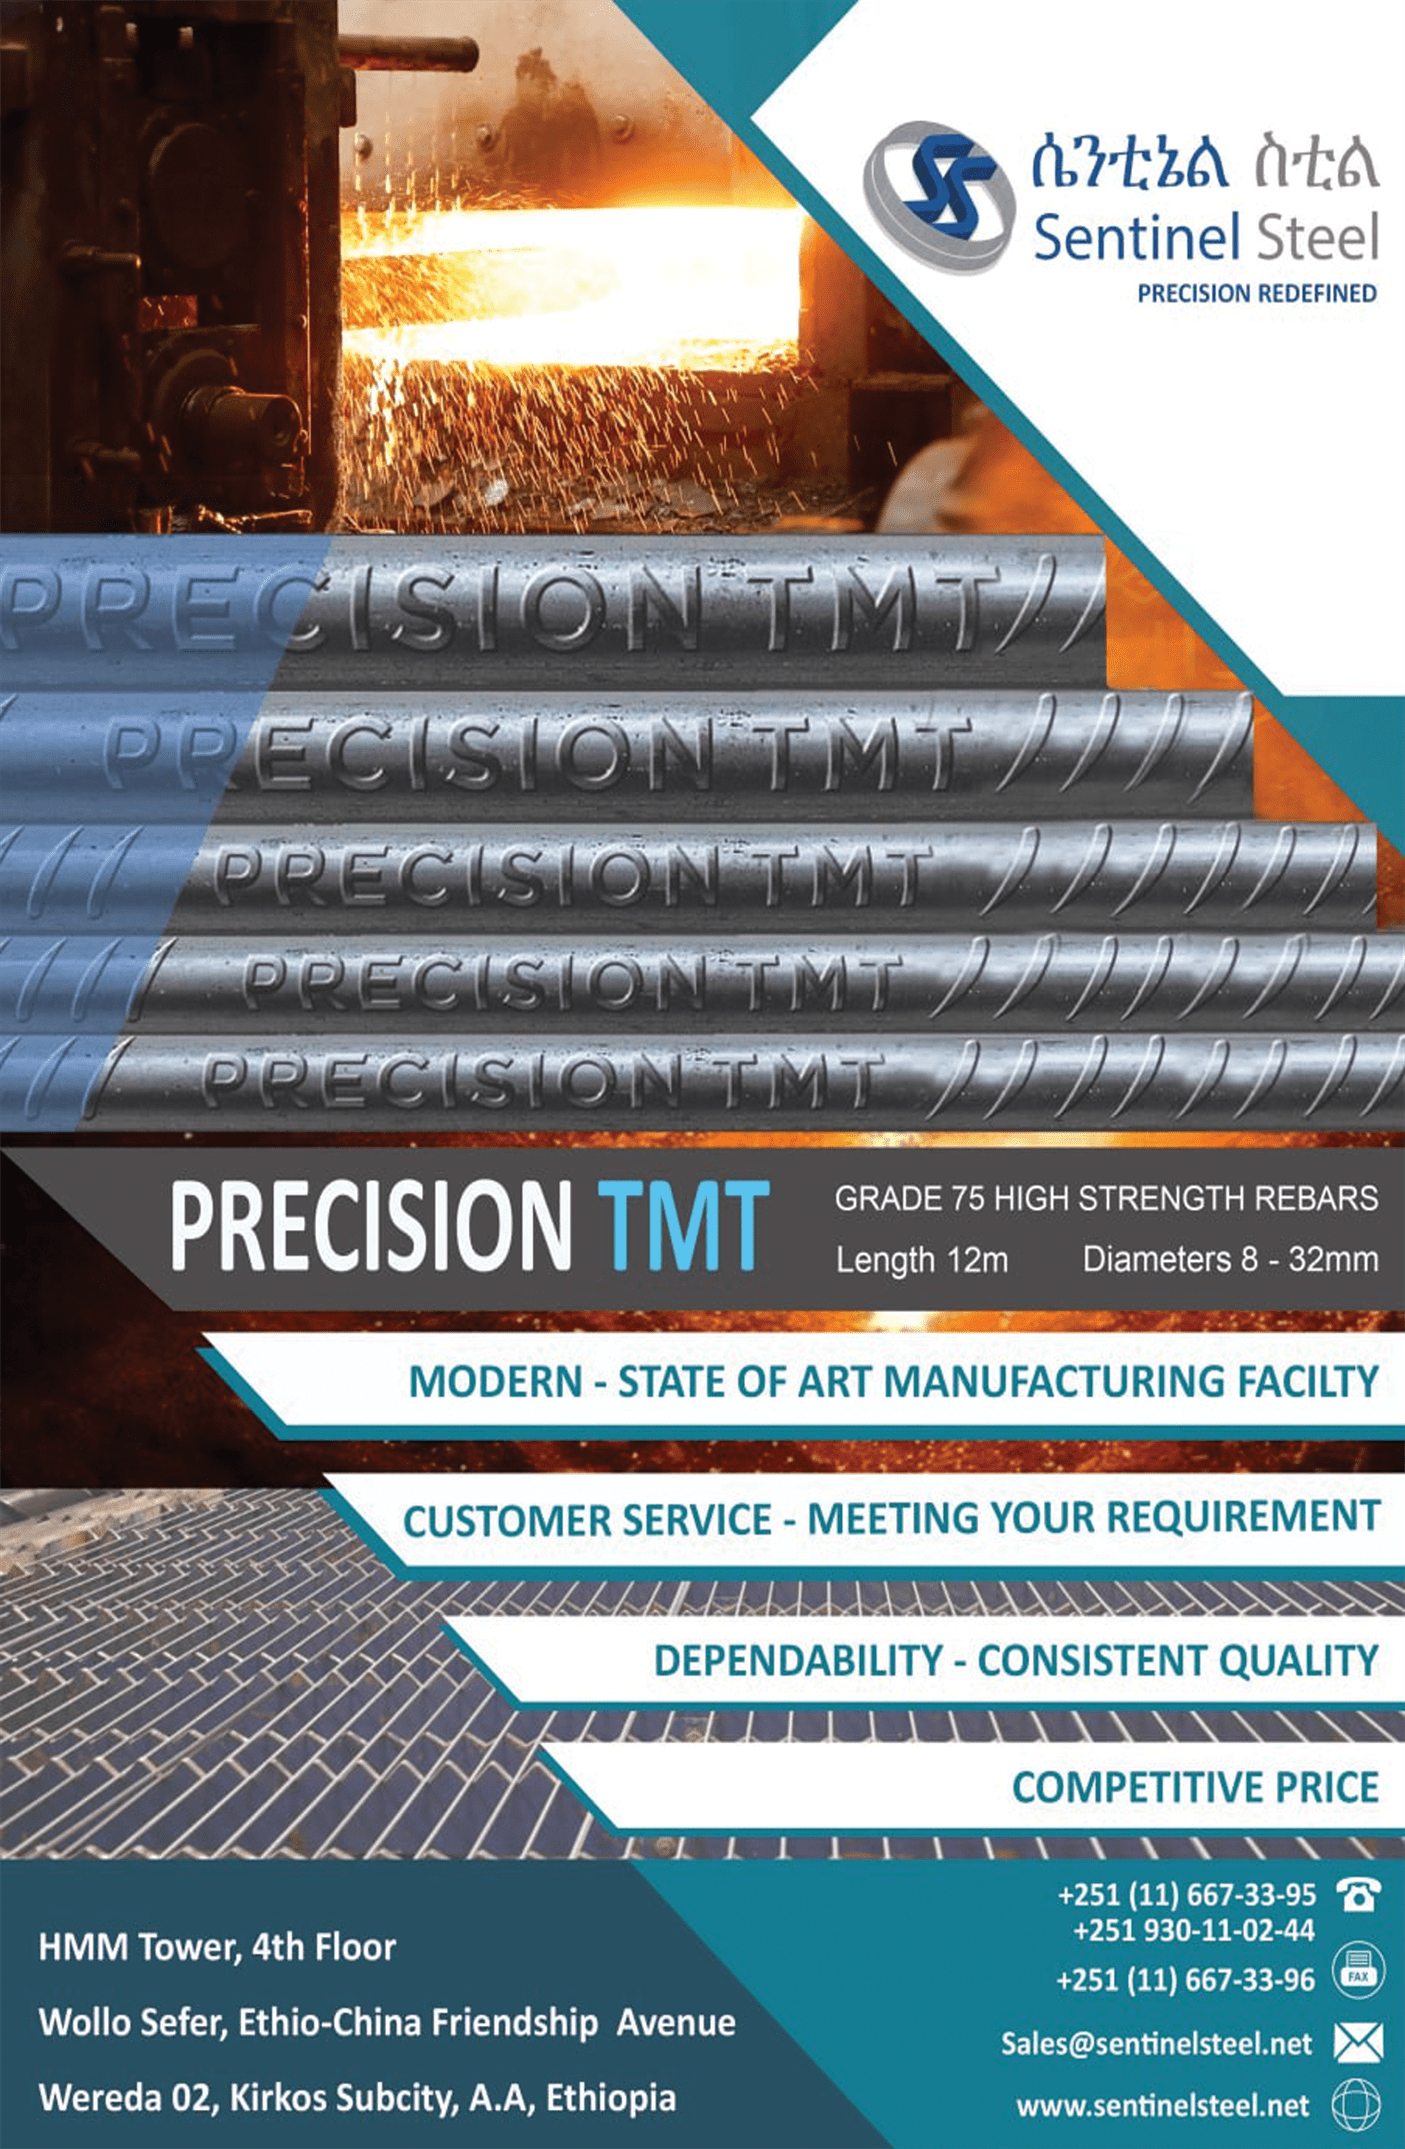 ሴንቲኔል ስቲል
Sentinel Steel
PRECISION REDEFINED
PRECISION TMT
PRECISION TMT
PRECISION TMT
PRECISION TMT
PRECISION TMT
PRECISION TMT
GRADE 75 HIGH STRENGTH REBARS
Length 12m Diameters 8 - 32mm
MODERN - STATE OF ART MANUFACTURING FACILTY
CUSTOMER SERVICE - MEETING YOUR REQUIREMENT
DEPENDABILITY - CONSISTENT QUALITY
COMPETITIVE PRICE
HMM Tower, 4th Floor
Wollo Sefer, Ethio-China Friendship Avenue
Wereda 02, Kirkos Subcity, A.A, Ethiopia
+251 (11) 667-33-95
+251 930-11-02-44
+251 (11) 667-33-96
FAX
Sales@sentinelsteel.net
www.sentinelsteel.net